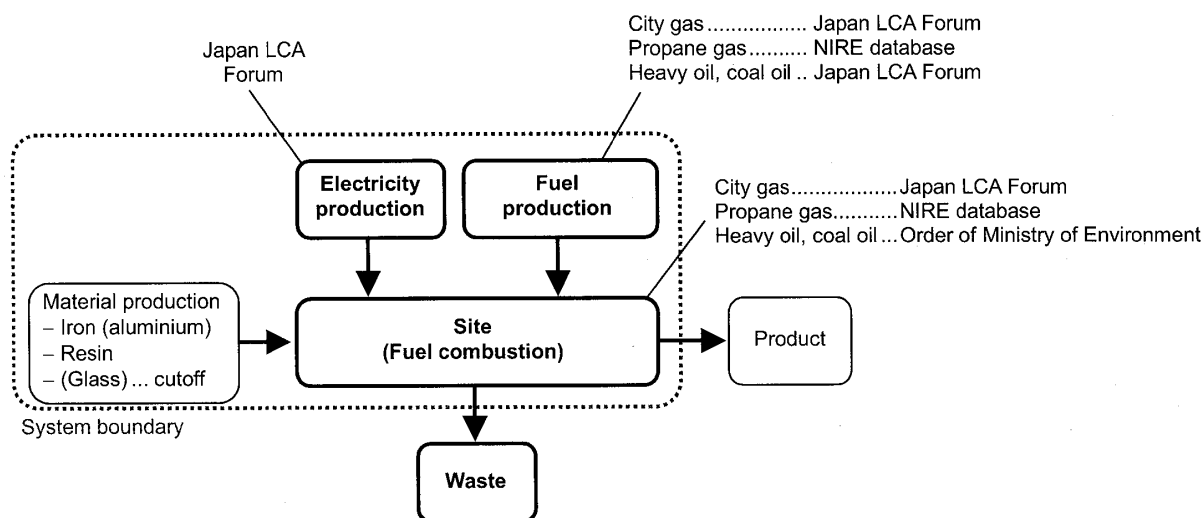 City gas ................. Japan LCA Forum
Propane gas .......... NIRE database
Heavy oil, coal oil .. Japan LCA Forum
Japan LCA
Forum
Electricity
production
Fuel
production
City gas................... Japan LCA Forum
Propane gas........... NIRE database
Heavy oil, coal oil ... Order of Ministry of Environment
Material production
– Iron (aluminium)
– Resin
– (Glass) ... cutoff
Site
(Fuel combustion)
Product
System boundary
Waste